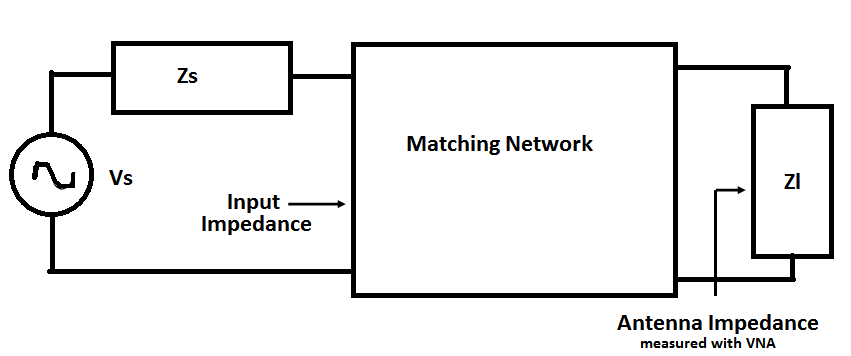 Zs
Matching Network
Vs
Input
Impedance
Zl
Antenna Impedance
measured with VNA